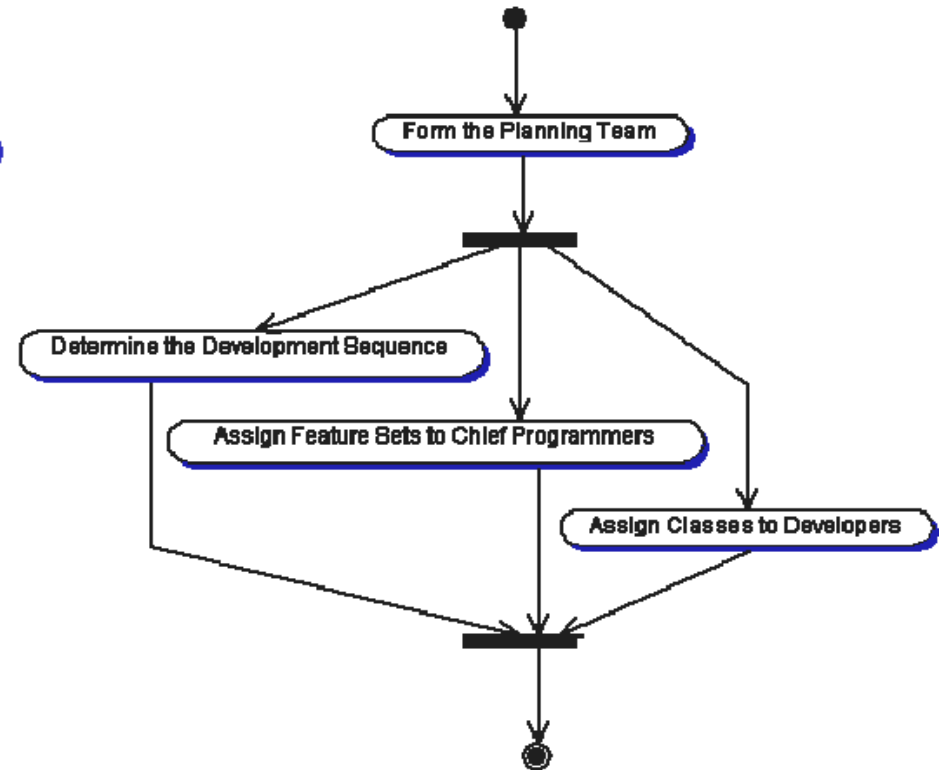 Form the Planning Team
Determine the Development Sequence
Assign Feature Sets to Chief Programmers
Assign Classes to Developers